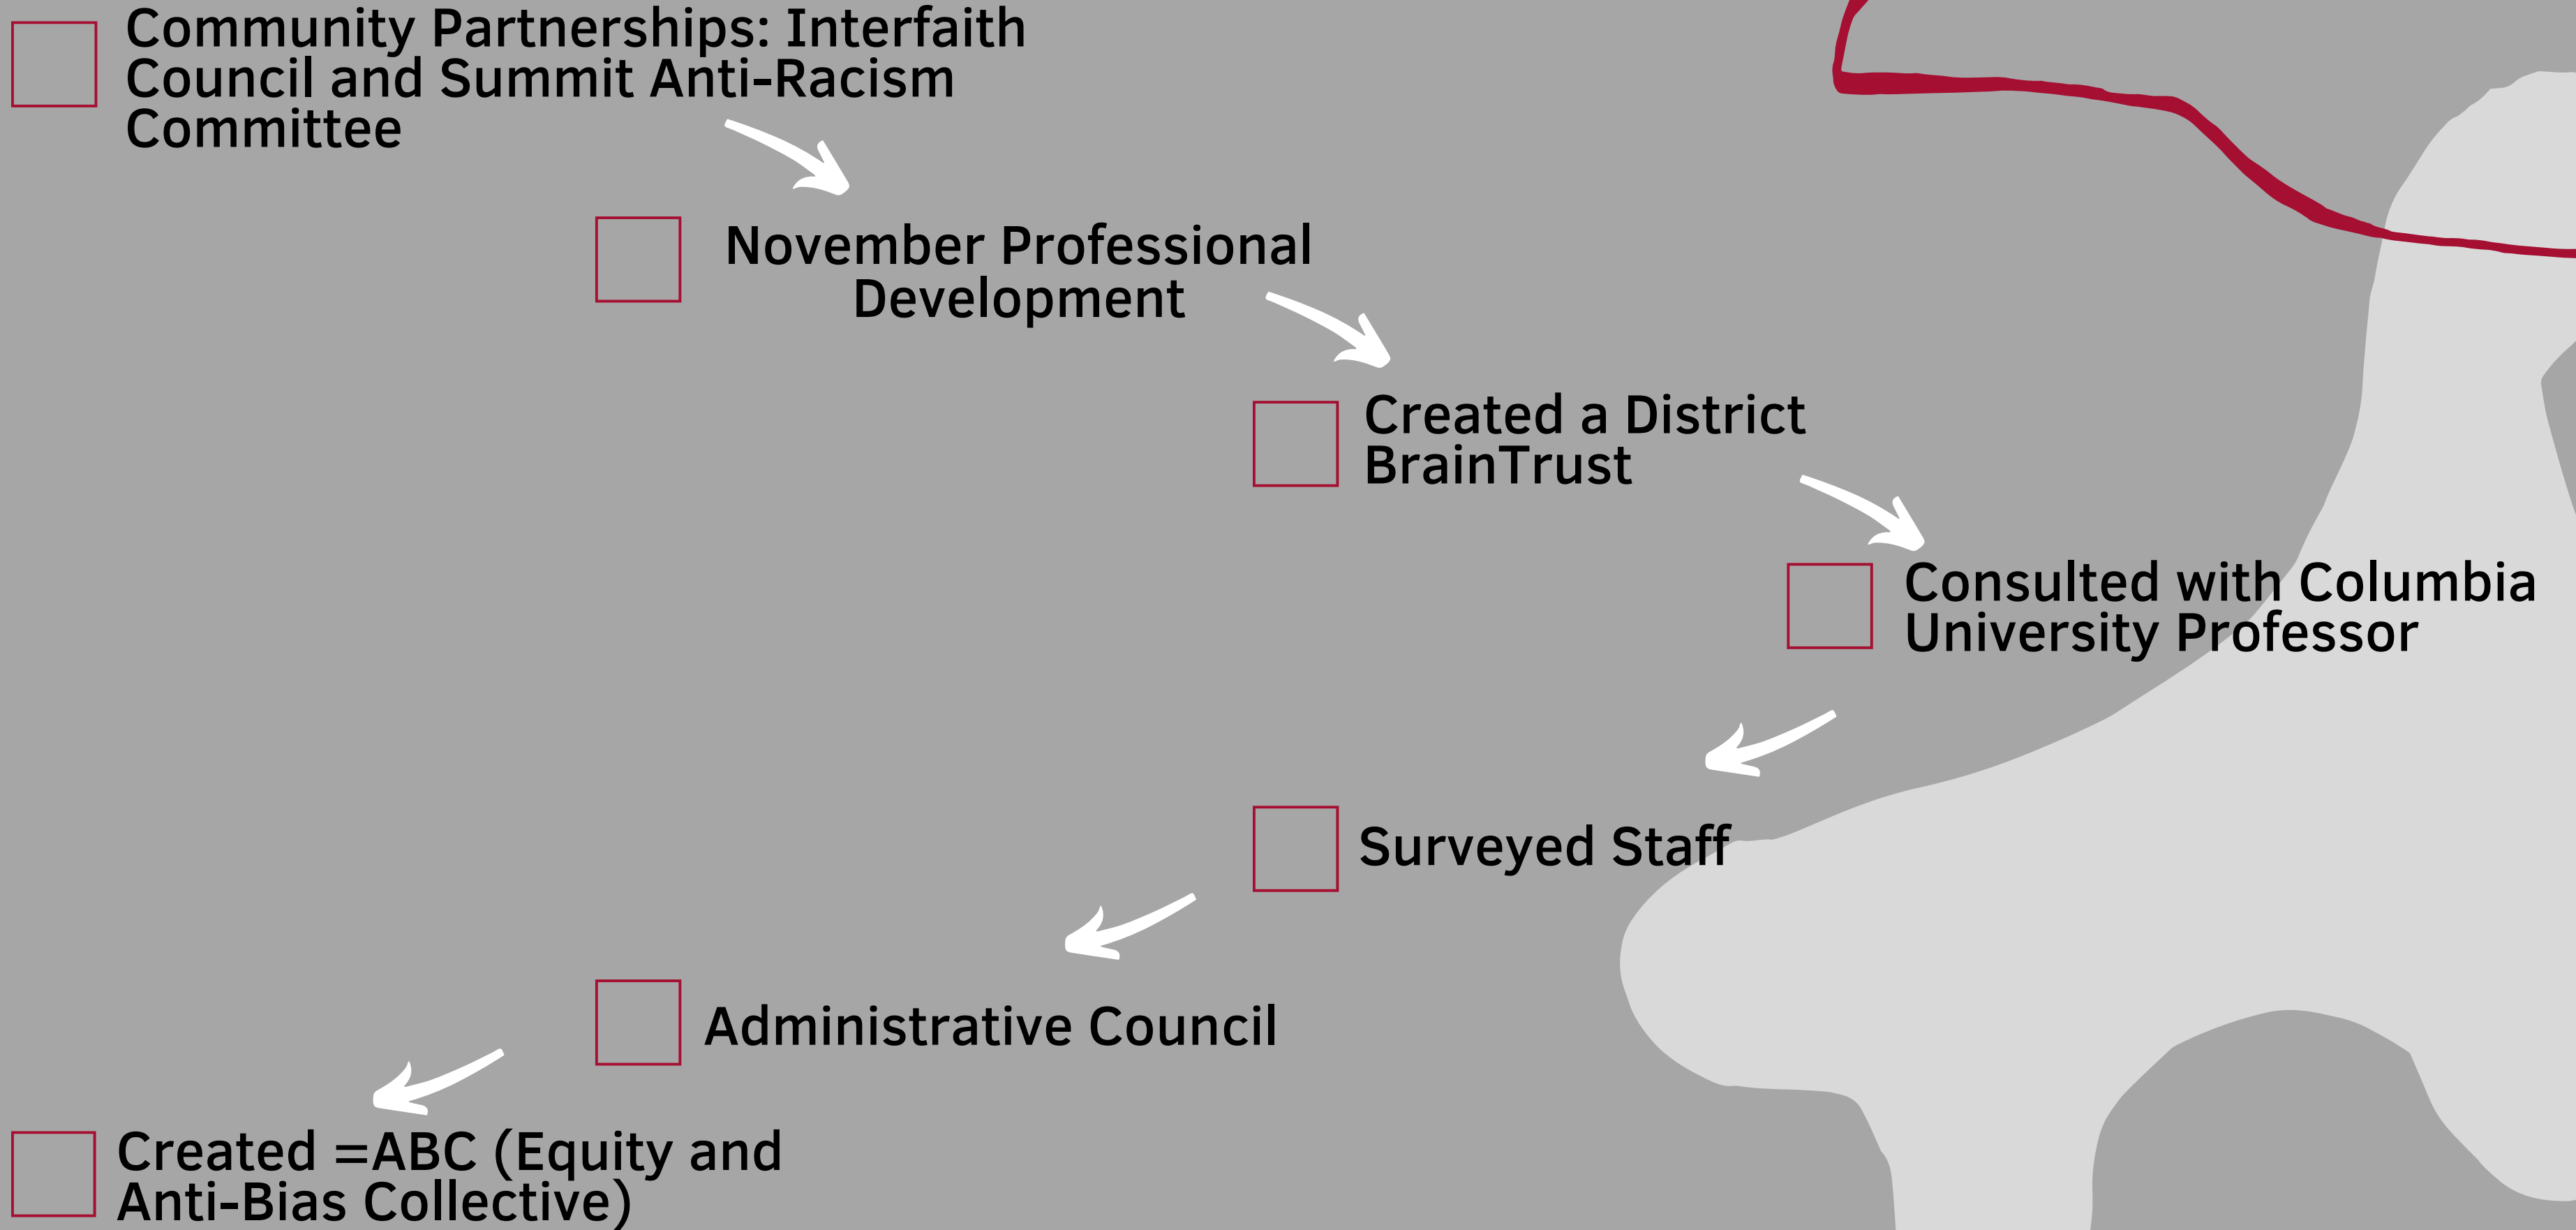 Community Partnerships: Interfaith
Council and Summit Anti-Racism
Committee
November Professional
Development
Created a District
BrainTrust
Consulted with Columbia
University Professor
Surveyed Staff
Administrative Council
Created =ABC (Equity and
Anti-Bias Collective)